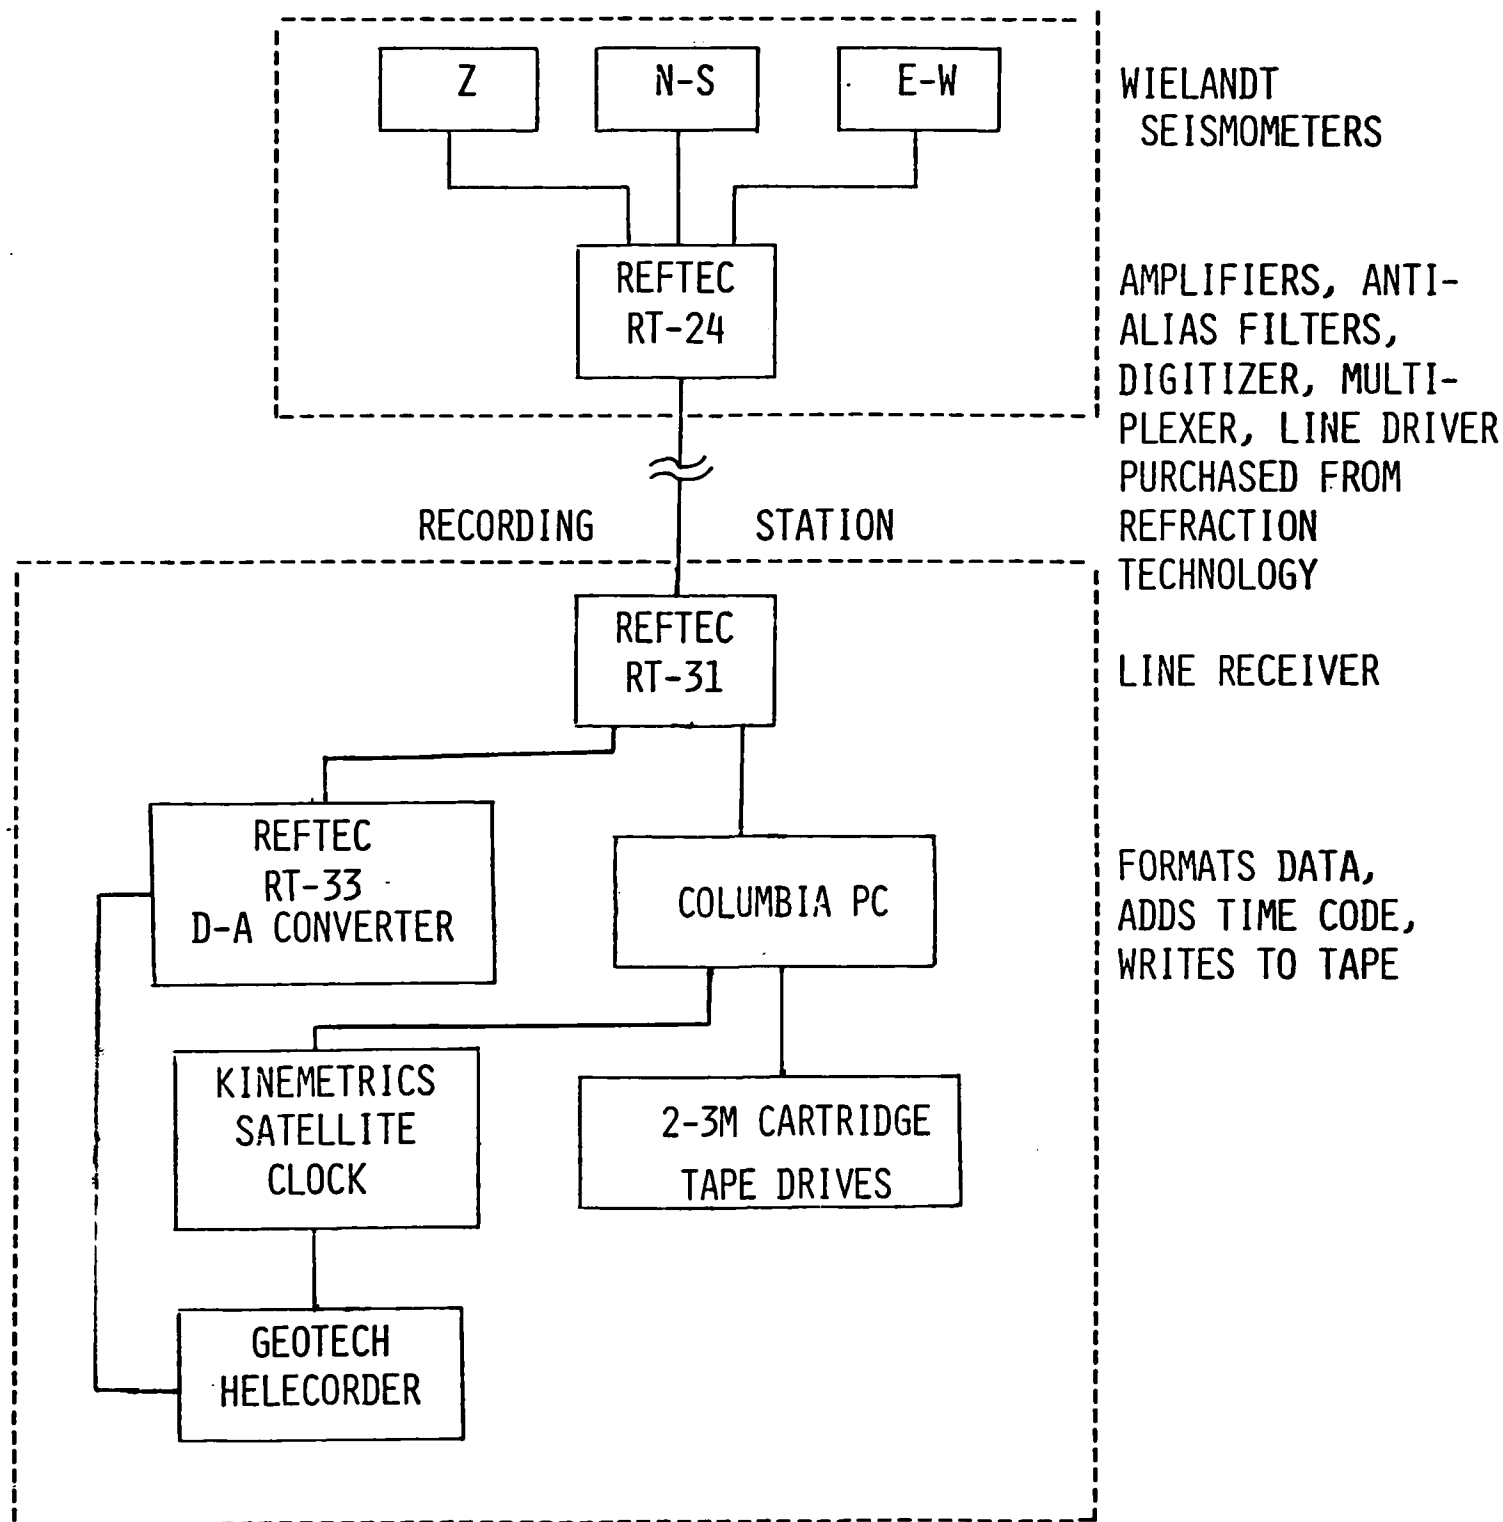 Z
N-S
E-W
WIELANDT
SEISMOMETERS
REFTEC
RT-24
AMPLIFIERS, ANTI-
ALIAS FILTERS,
DIGITIZER, MULTI-
PLEXER, LINE DRIVER
PURCHASED FROM
REFRACTION
TECHNOLOGY
RECORDING STATION
REFTEC
RT-31
LINE RECEIVER
REFTEC
RT-33
D-A CONVERTER
COLUMBIA PC
FORMATS DATA,
ADDS TIME CODE,
WRITES TO TAPE
KINEMETRICS
SATELLITE
CLOCK
2-3M CARTRIDGE
TAPE DRIVES
GEOTECH
HELECORDER